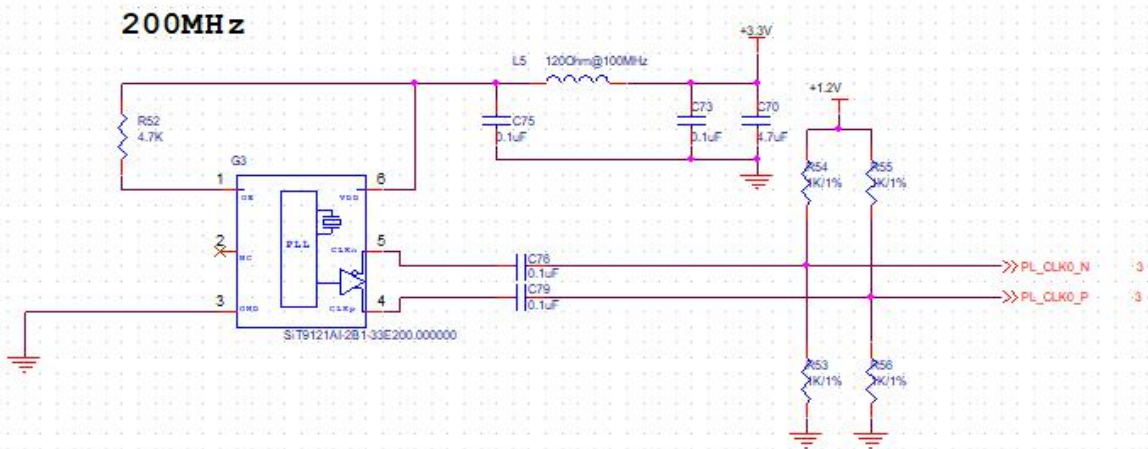 200MHz
+3.3V
L5 120Ohm@100MHz
+1.2V
R52
4.7K
C75
0.1uF
C73
0.1uF
C70
4.7uF
R54
1K/1%
R55
1K/1%
G3
1
6
OE
VDD
PLL
2
5
NC
CLKn
3
4
GND
CLKp
SiT9121AI-2B1-33E200.000000
C76
0.1uF
C79
0.1uF
PL_CLK0_N 3
PL_CLK0_P 3
R53
1K/1%
R56
1K/1%